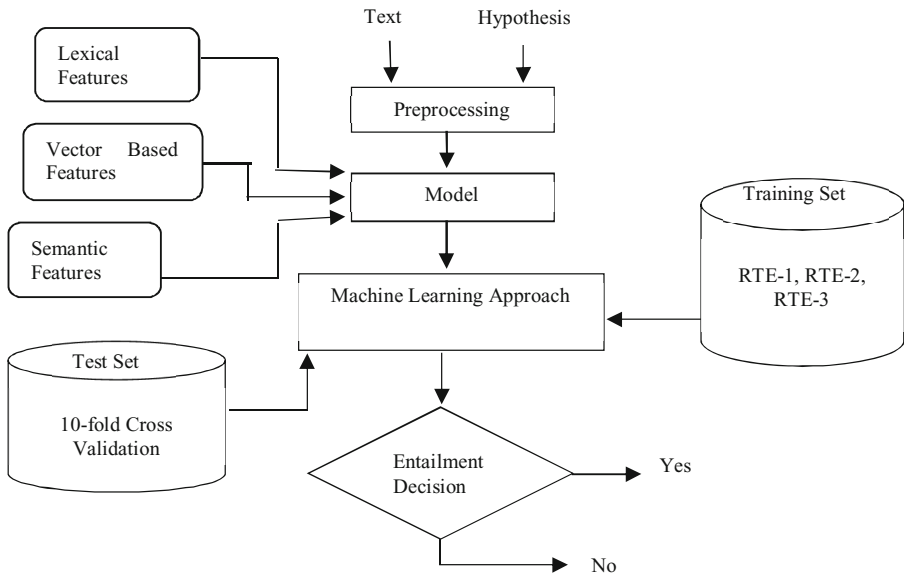 Text
Hypothesis
Lexical
Features
Preprocessing
Vector Based
Features
Model
Training Set
Semantic
Features
RTE-1, RTE-2,
RTE-3
Machine Learning Approach
Test Set
10-fold Cross
Validation
Entailment
Decision
Yes
No